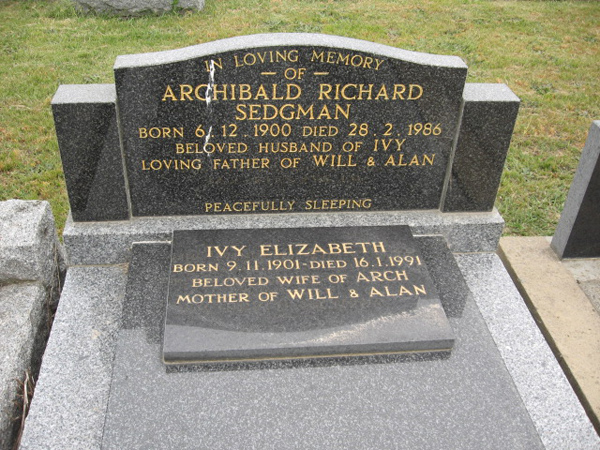 IN LOVING MEMORY
— OF —
ARCHIBALD RICHARD
SEDGMAN
BORN 6.12.1900 DIED 28.2.1986
BELOVED HUSBAND OF IVY
LOVING FATHER OF WILL & ALAN
PEACEFULLY SLEEPING
IVY ELIZABETH
BORN 9.11.1901-DIED 16.1.1991
BELOVED WIFE OF ARCH
MOTHER OF WILL & ALAN